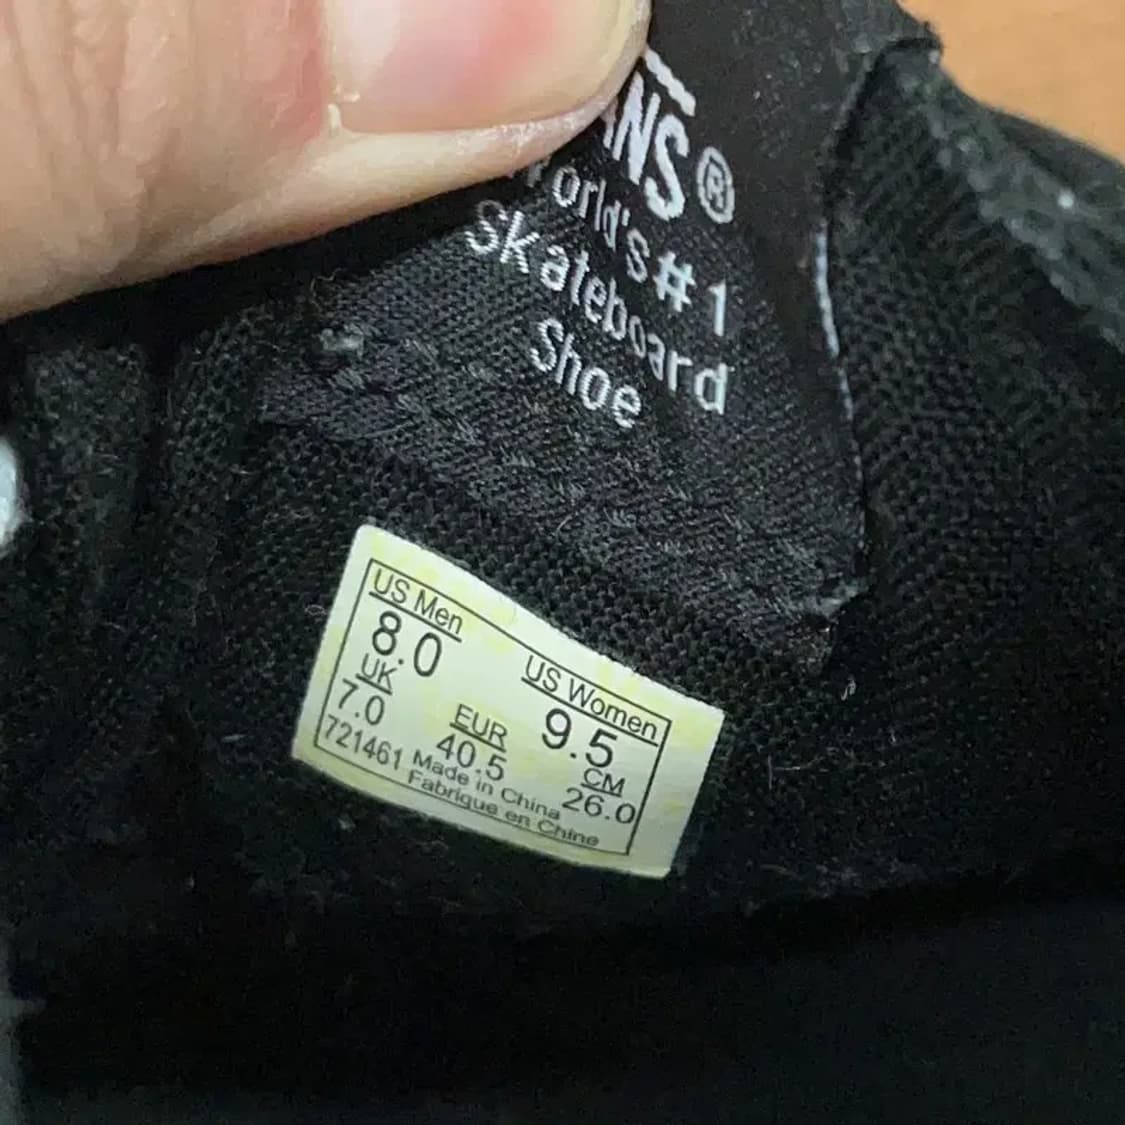 ANS®
World's #1
Skateboard
Shoe
US Men
8.0
US Women
9.5
UK
7.0
EUR
40.5
CM
26.0
721461
Made in China
Fabrique en Chine